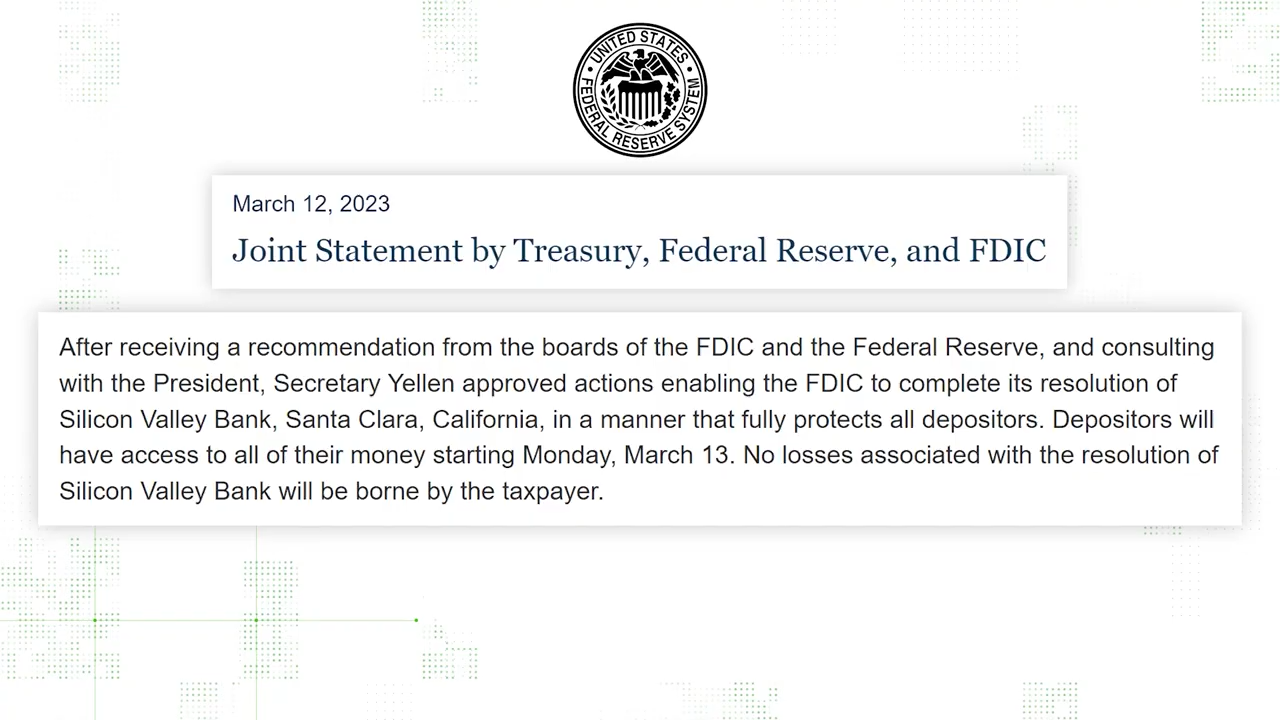 UNITED STATES
FEDERAL RESERVE SYSTEM
March 12, 2023
Joint Statement by Treasury, Federal Reserve, and FDIC
After receiving a recommendation from the boards of the FDIC and the Federal Reserve, and consulting
with the President, Secretary Yellen approved actions enabling the FDIC to complete its resolution of
Silicon Valley Bank, Santa Clara, California, in a manner that fully protects all depositors. Depositors will
have access to all of their money starting Monday, March 13. No losses associated with the resolution of
Silicon Valley Bank will be borne by the taxpayer.